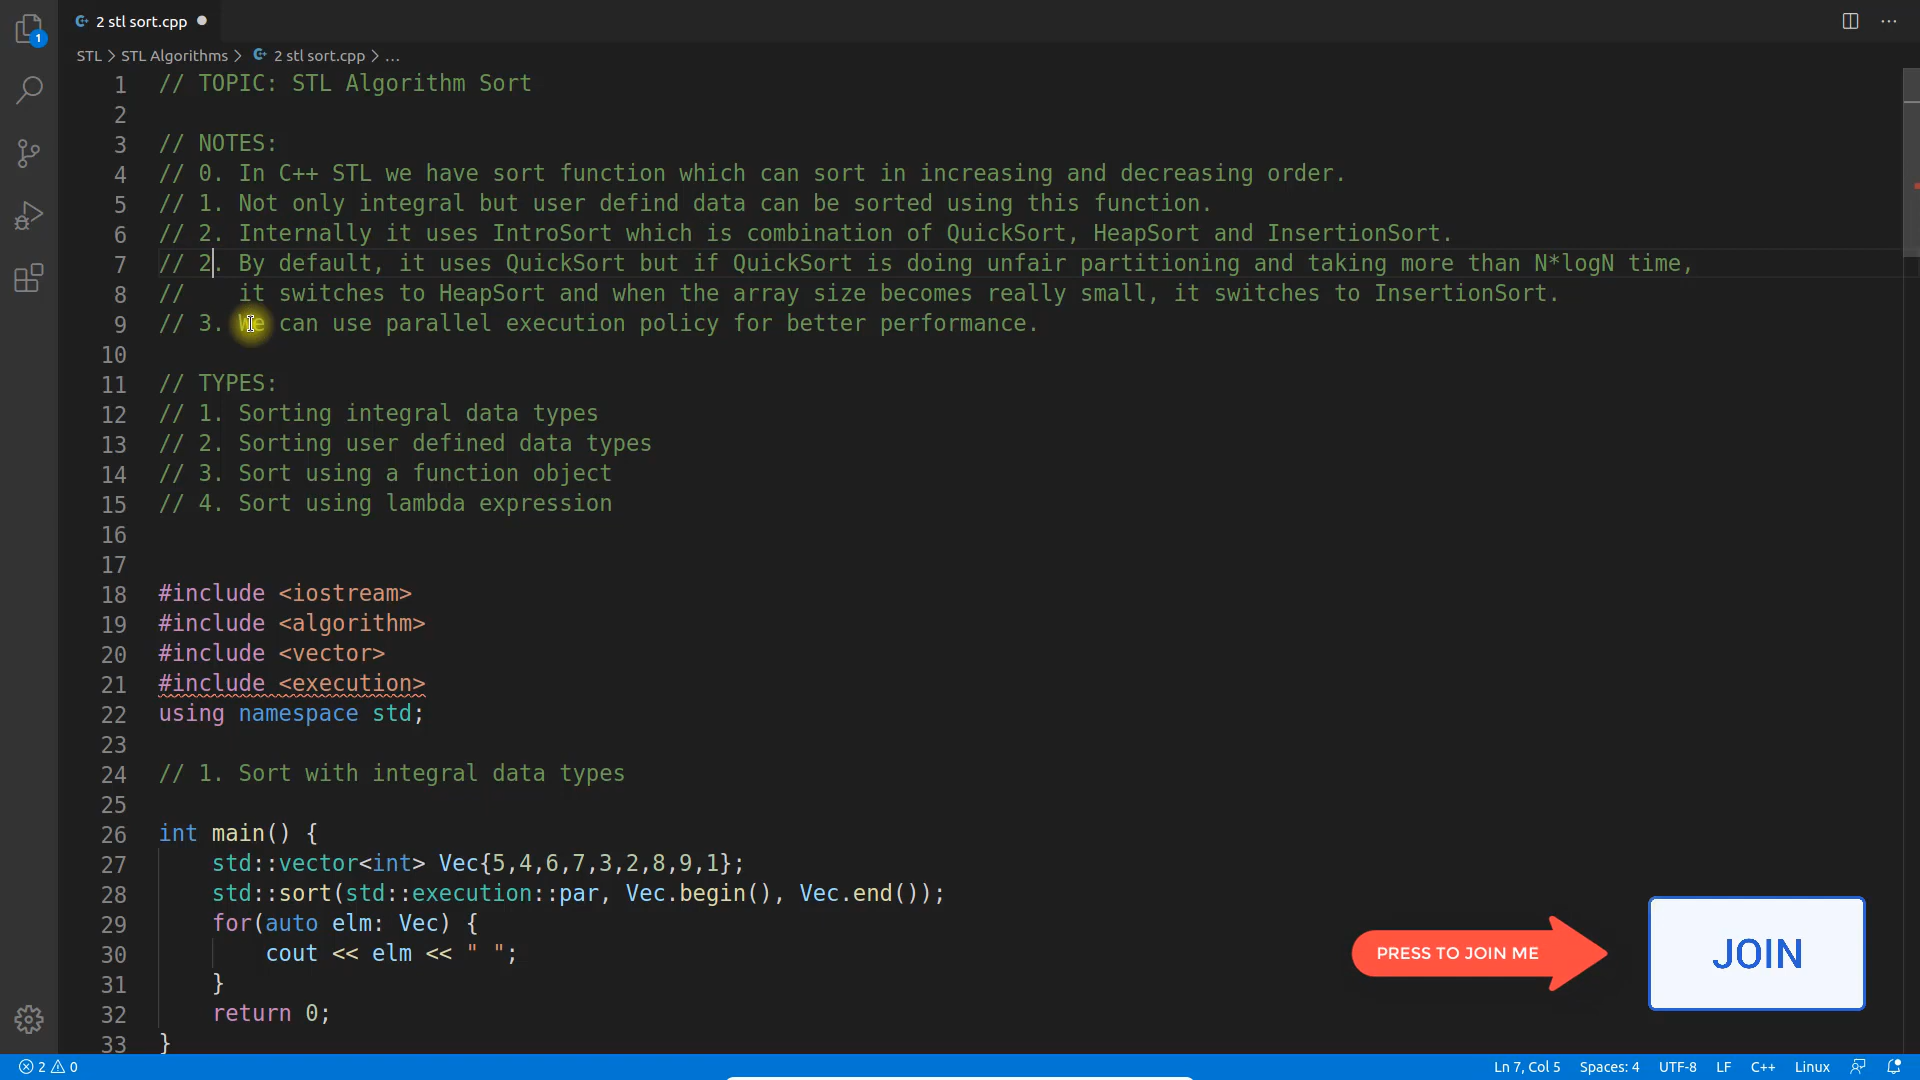 1
2 stl sort.cpp
STL > STL Algorithms > 2 stl sort.cpp > ...
1 // TOPIC: STL Algorithm Sort
2
3 // NOTES:
4 // 0. In C++ STL we have sort function which can sort in increasing and decreasing order.
5 // 1. Not only integral but user defind data can be sorted using this function.
6 // 2. Internally it uses IntroSort which is combination of QuickSort, HeapSort and InsertionSort.
7 // 2. By default, it uses QuickSort but if QuickSort is doing unfair partitioning and taking more than N*logN time,
8 //    it switches to HeapSort and when the array size becomes really small, it switches to InsertionSort.
9 // 3. We can use parallel execution policy for better performance.
10
11 // TYPES:
12 // 1. Sorting integral data types
13 // 2. Sorting user defined data types
14 // 3. Sort using a function object
15 // 4. Sort using lambda expression
16
17
18 #include <iostream>
19 #include <algorithm>
20 #include <vector>
21 #include <execution>
22 using namespace std;
23
24 // 1. Sort with integral data types
25
26 int main() {
27     std::vector<int> Vec{5,4,6,7,3,2,8,9,1};
28     std::sort(std::execution::par, Vec.begin(), Vec.end());
29     for(auto elm: Vec) {
30         cout << elm << " ";
31     }
32     return 0;
33 }
PRESS TO JOIN ME
JOIN
2 0 Ln 7, Col 5 Spaces: 4 UTF-8 LF C++ Linux